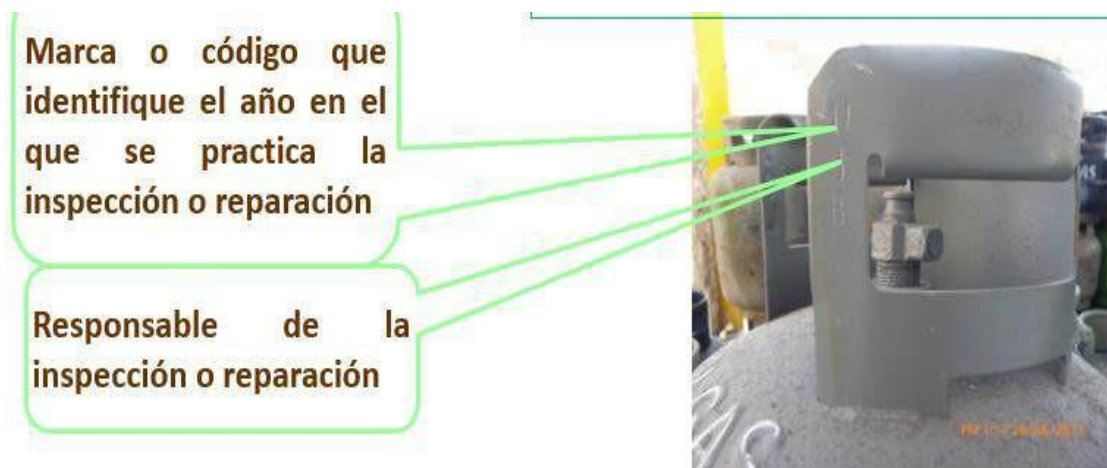 Marca o código que
identifique el año en el
que se practica la
inspección o reparación
Responsable de la
inspección o reparación
GAS